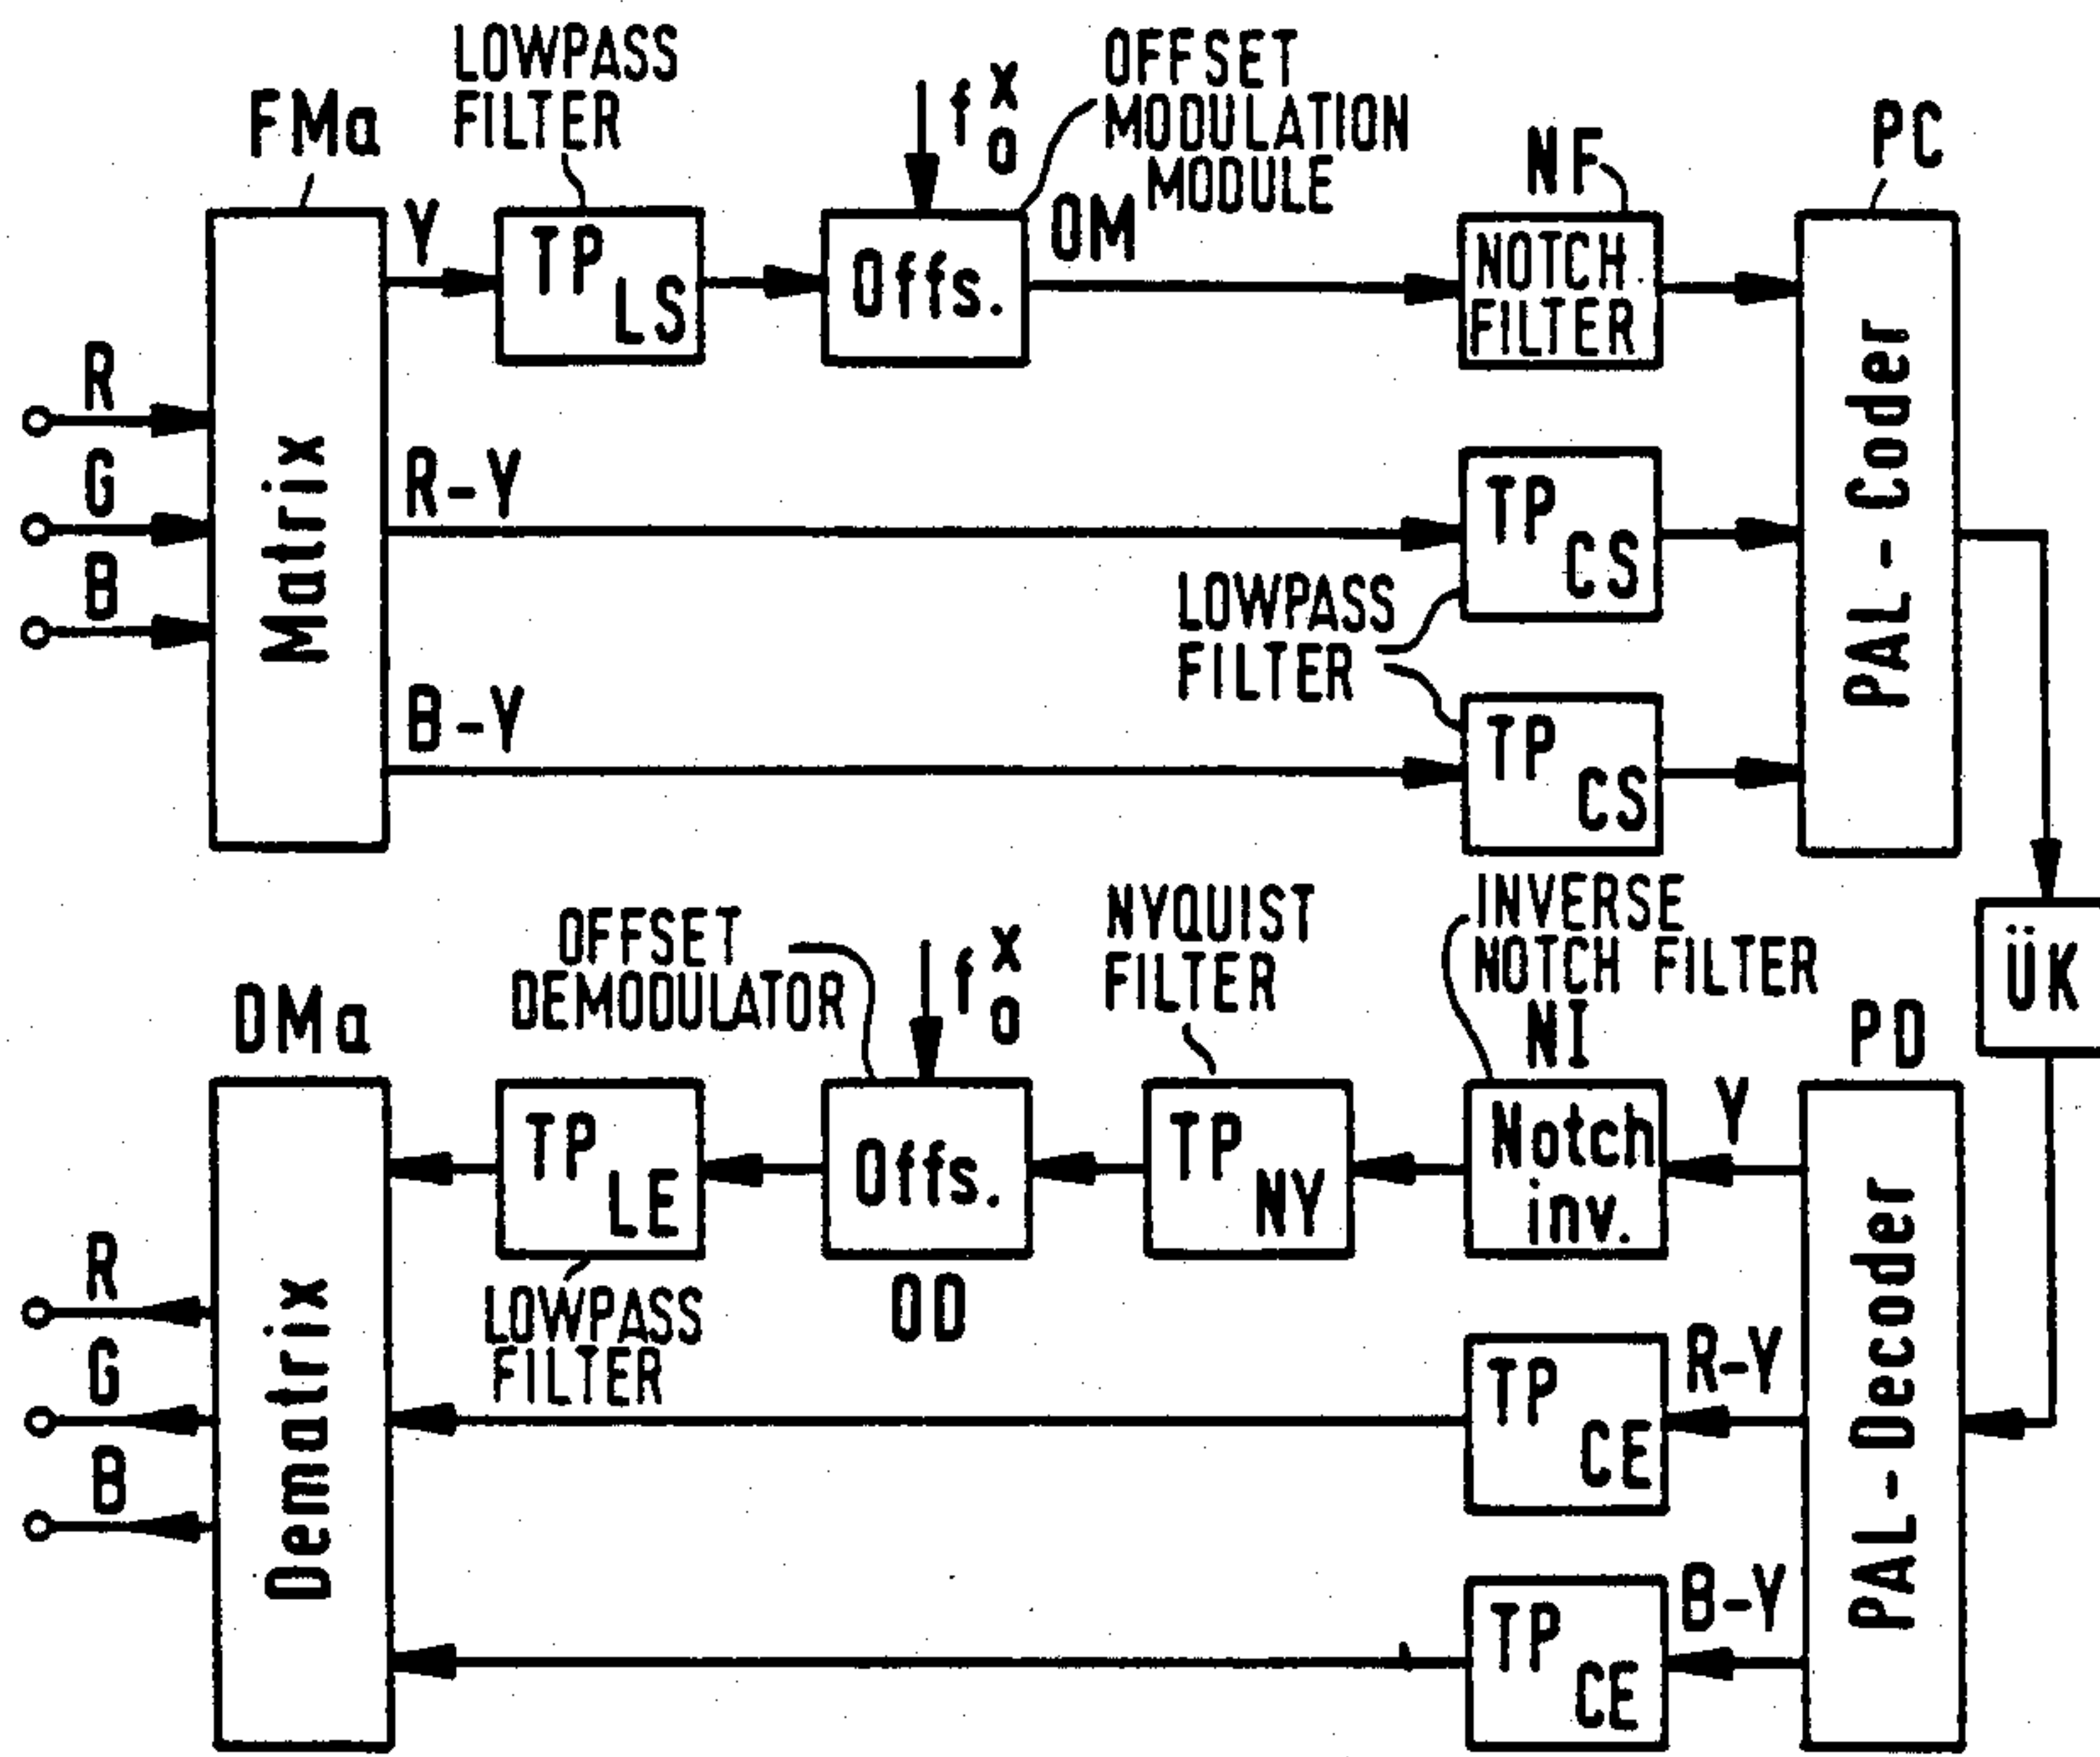 LOWPASS
FILTER
FMa
f₀ˣ
OFFSET
MODULATION
MODULE
NF
PC
Y
TP LS
Offs.
OM
NOTCH
FILTER
R
G
B
Matrix
R-Y
TP CS
LOWPASS
FILTER
B-Y
TP CS
PAL-Coder
ÜK
OFFSET
DEMODULATOR
DMa
f₀ˣ
NYQUIST
FILTER
INVERSE
NOTCH FILTER
NI
PD
TP LE
Offs.
TP NY
Notch
inv.
Y
LOWPASS
FILTER
OD
R
G
B
Dematrix
TP CE
R-Y
TP CE
B-Y
PAL-Decoder